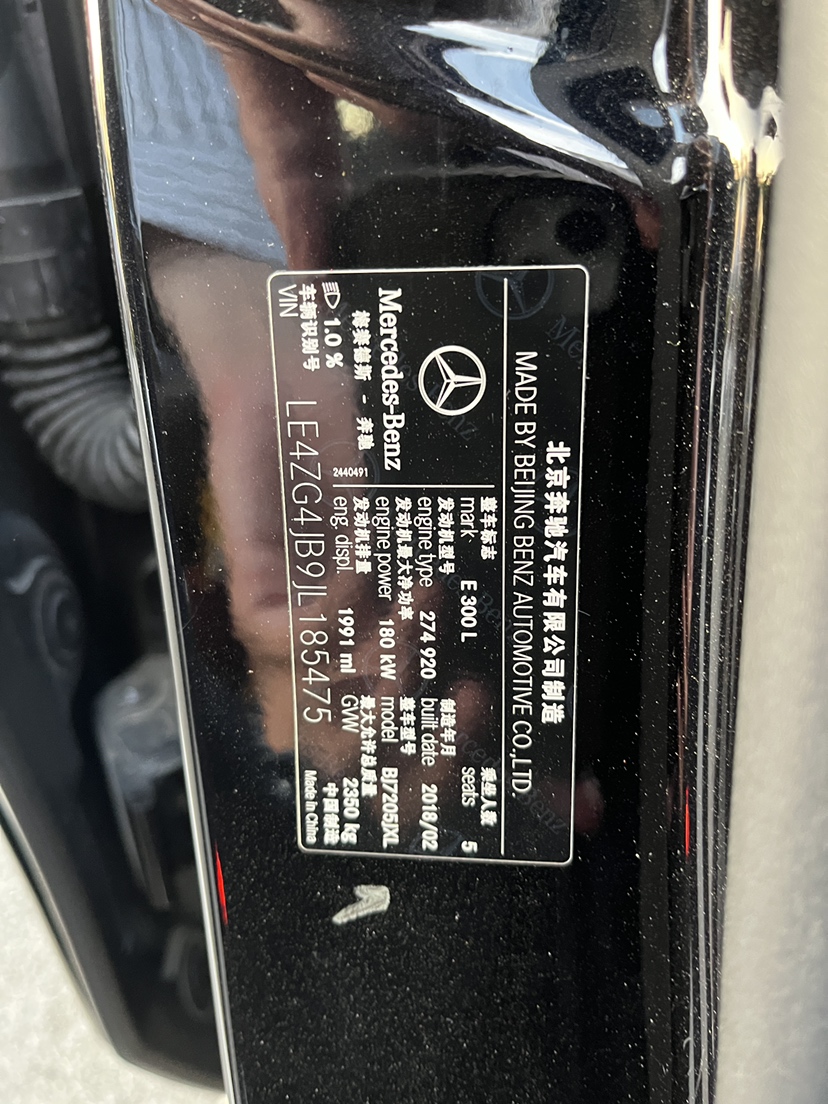 北京奔驰汽车有限公司制造
MADE BY BEIJING BENZ AUTOMOTIVE CO.,LTD.
Mercedes-Benz
梅赛德斯 - 奔驰
2440491
整车标志
mark E 300 L
乘坐人数
seats 5
发动机型号
engine type 274 920
制造年月
built date 2018/02
发动机最大净功率
engine power 180 kW
整车型号
model BJ7205JXL
发动机排量
eng. displ. 1991 ml
最大允许总质量
GVW 2350 kg
1.0 %
车辆识别号
VIN LE4ZG4JB9JL185475
中国制造
Made in China